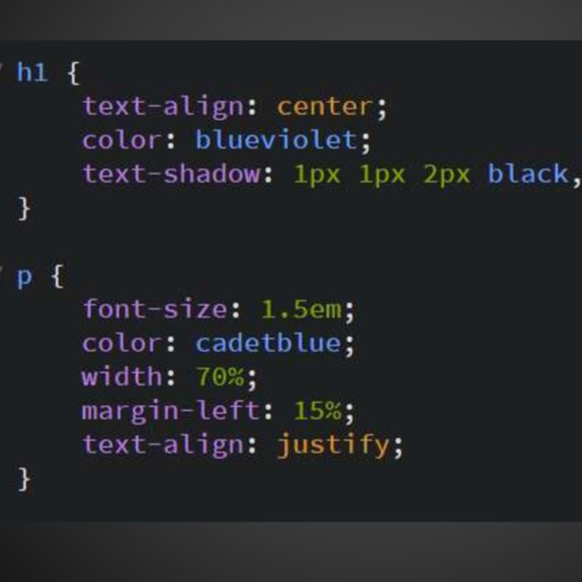 h1 {
    text-align: center;
    color: blueviolet;
    text-shadow: 1px 1px 2px black,
}

p {
    font-size: 1.5em;
    color: cadetblue;
    width: 70%;
    margin-left: 15%;
    text-align: justify;
}